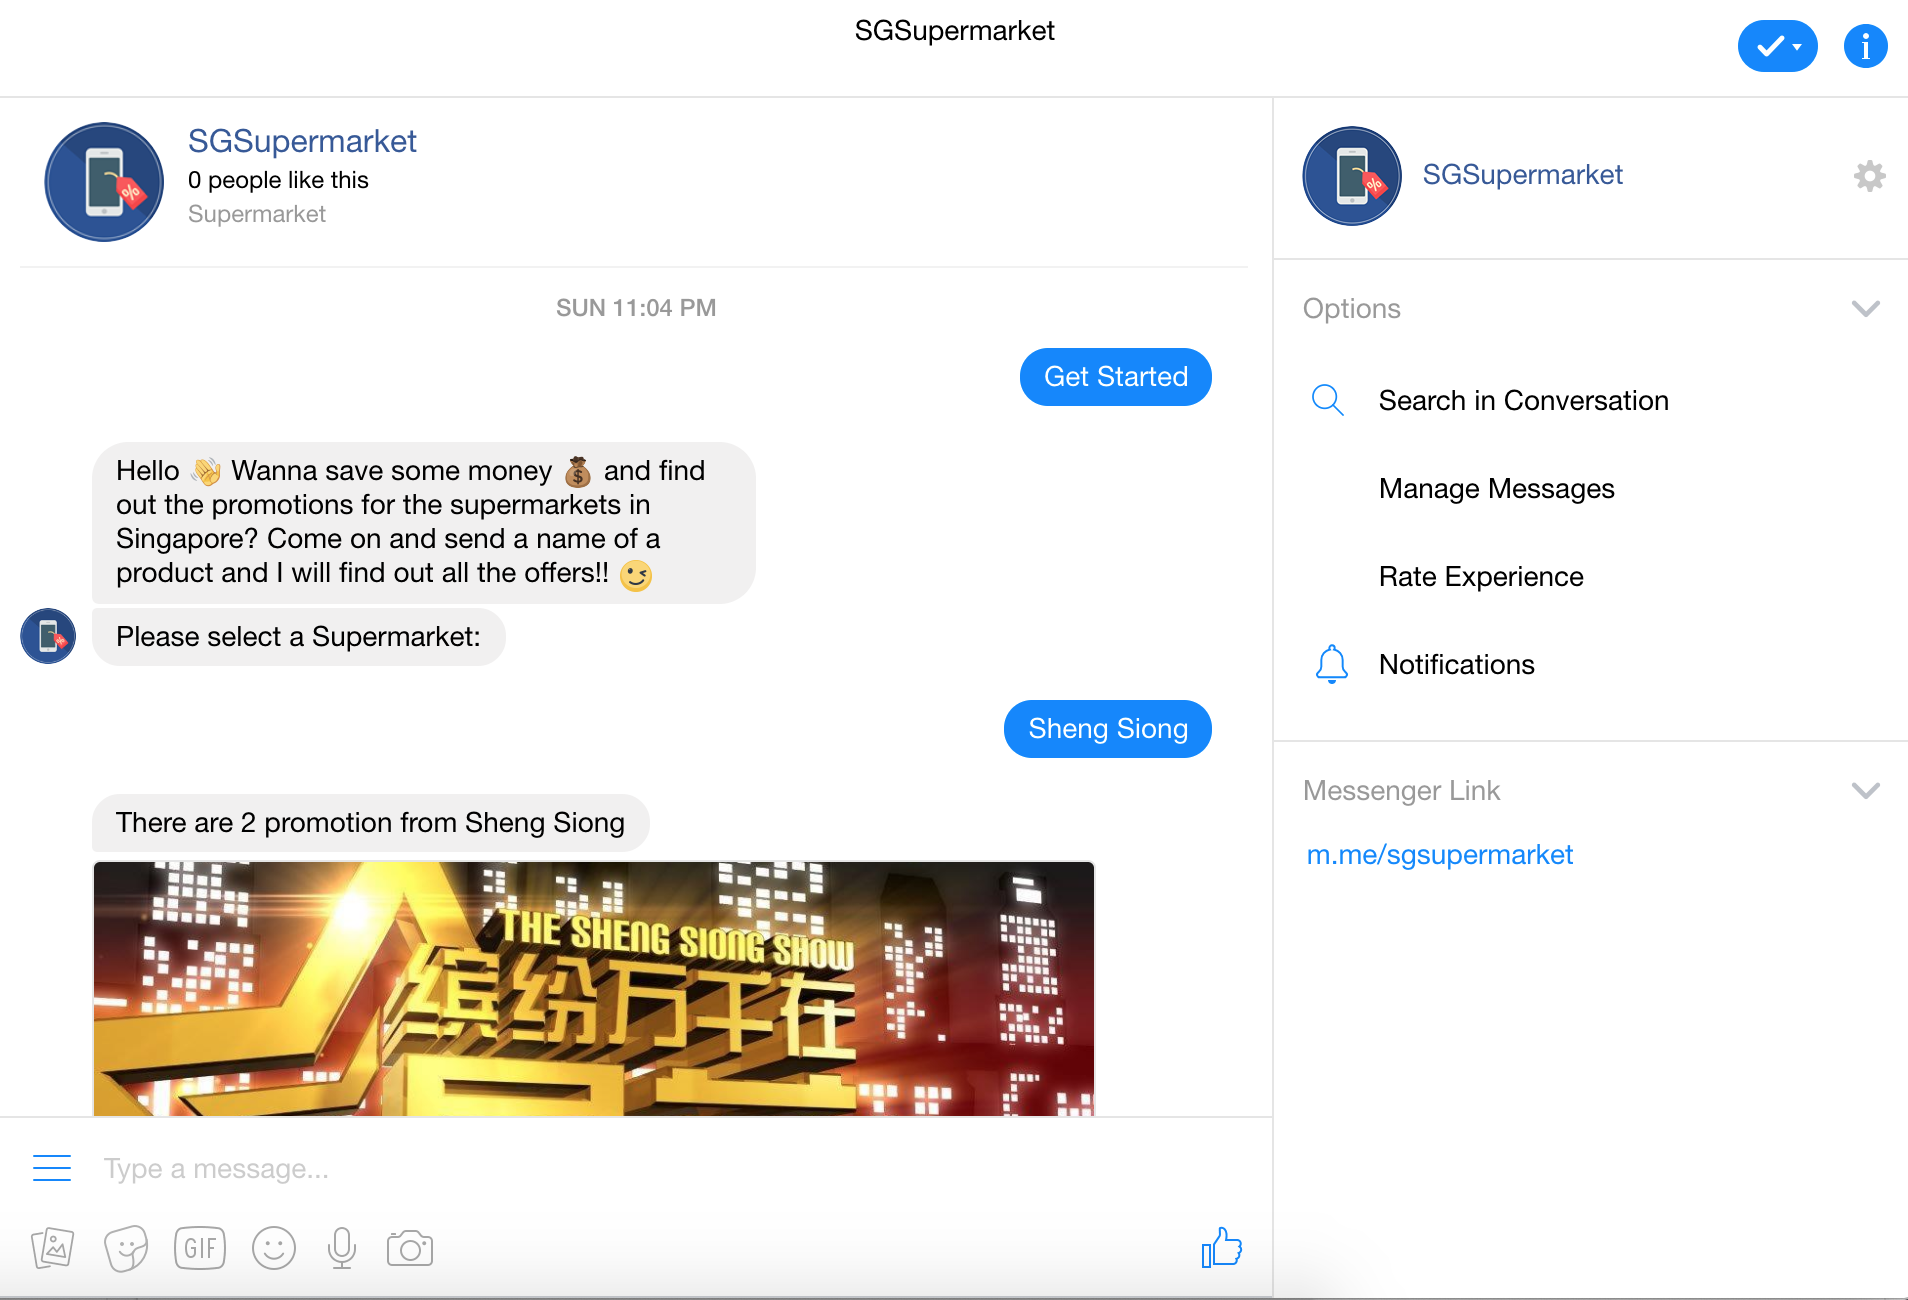 SGSupermarket
SGSupermarket
0 people like this
Supermarket
SUN 11:04 PM
Get Started
Hello 👋 Wanna save some money 💰 and find
out the promotions for the supermarkets in
Singapore? Come on and send a name of a
product and I will find out all the offers!! 😉
Please select a Supermarket:
Sheng Siong
There are 2 promotion from Sheng Siong
THE SHENG SIONG SHOW
缤纷万千在
Type a message...
GIF
SGSupermarket
Options
Search in Conversation
Manage Messages
Rate Experience
Notifications
Messenger Link
m.me/sgsupermarket